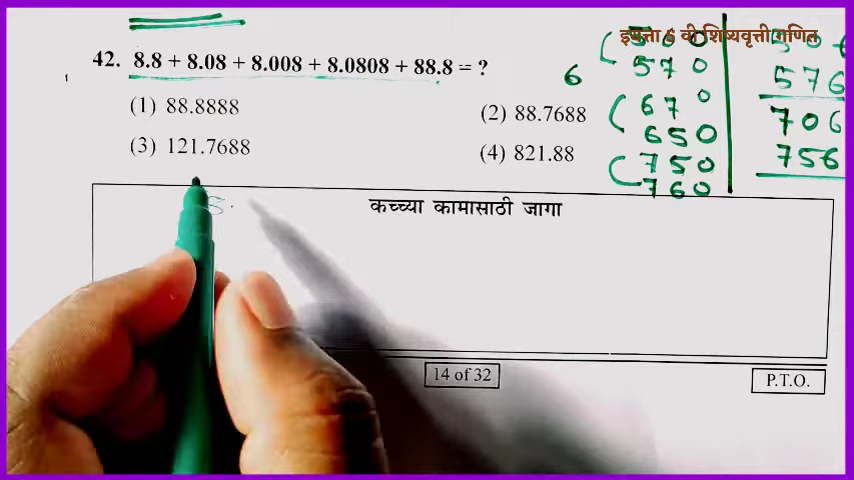 इयत्ता 5 वी शिष्यवृत्ती गणित
42. 8.8 + 8.08 + 8.008 + 8.0808 + 88.8 = ?
(1) 88.8888
(2) 88.7688
(3) 121.7688
(4) 821.88
6
570
670
650
750
760
576
706
756
कच्च्या कामासाठी जागा
14 of 32
P.T.O.